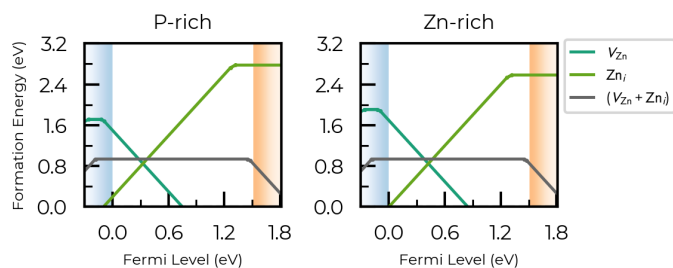 P-rich
Zn-rich
Formation Energy (eV)
3.2
2.4
1.6
0.8
0.0
0.0
0.6
1.2
1.8
Fermi Level (eV)
3.2
2.4
1.6
0.8
0.0
0.0
0.6
1.2
1.8
Fermi Level (eV)
V_Zn
Zn_i
(V_Zn + Zn_i)